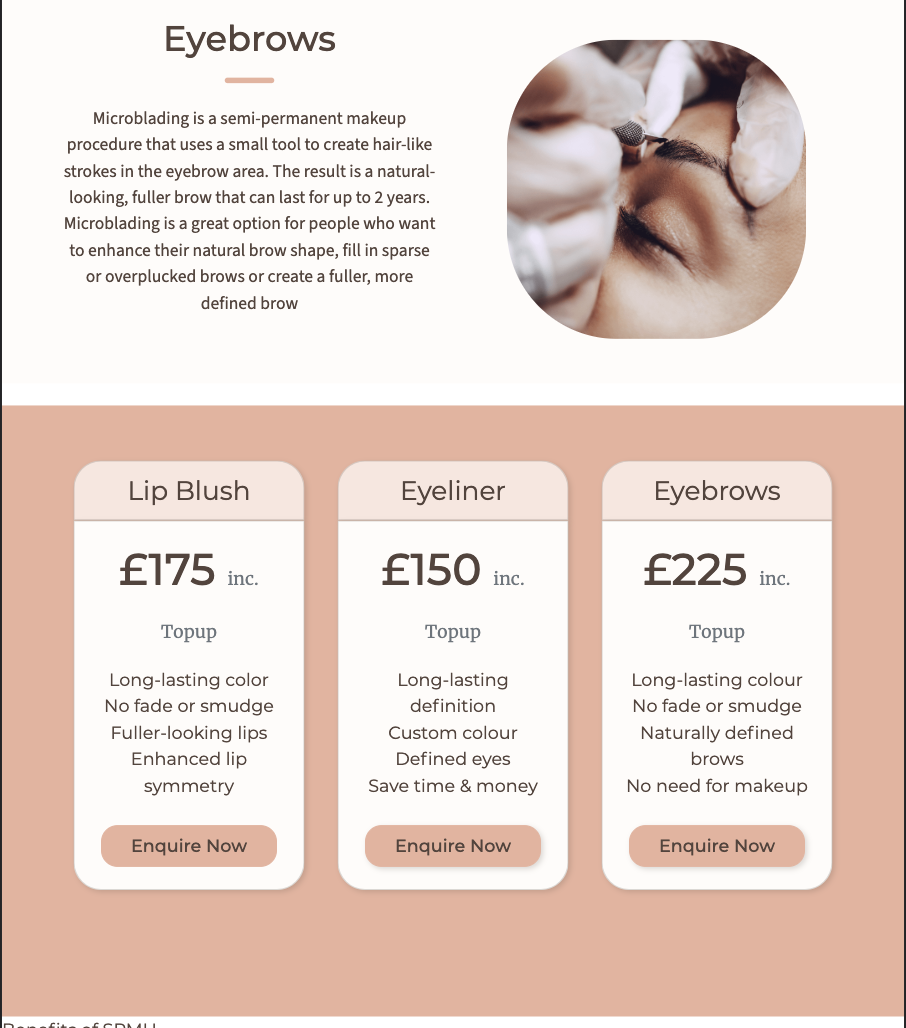 Eyebrows
Microblading is a semi-permanent makeup
procedure that uses a small tool to create hair-like
strokes in the eyebrow area. The result is a natural-
looking, fuller brow that can last for up to 2 years.
Microblading is a great option for people who want
to enhance their natural brow shape, fill in sparse
or overplucked brows or create a fuller, more
defined brow
Lip Blush
£175 inc.
Topup
Long-lasting color
No fade or smudge
Fuller-looking lips
Enhanced lip
symmetry
Enquire Now
Eyeliner
£150 inc.
Topup
Long-lasting
definition
Custom colour
Defined eyes
Save time & money
Enquire Now
Eyebrows
£225 inc.
Topup
Long-lasting colour
No fade or smudge
Naturally defined
brows
No need for makeup
Enquire Now
Benefits of SPMU